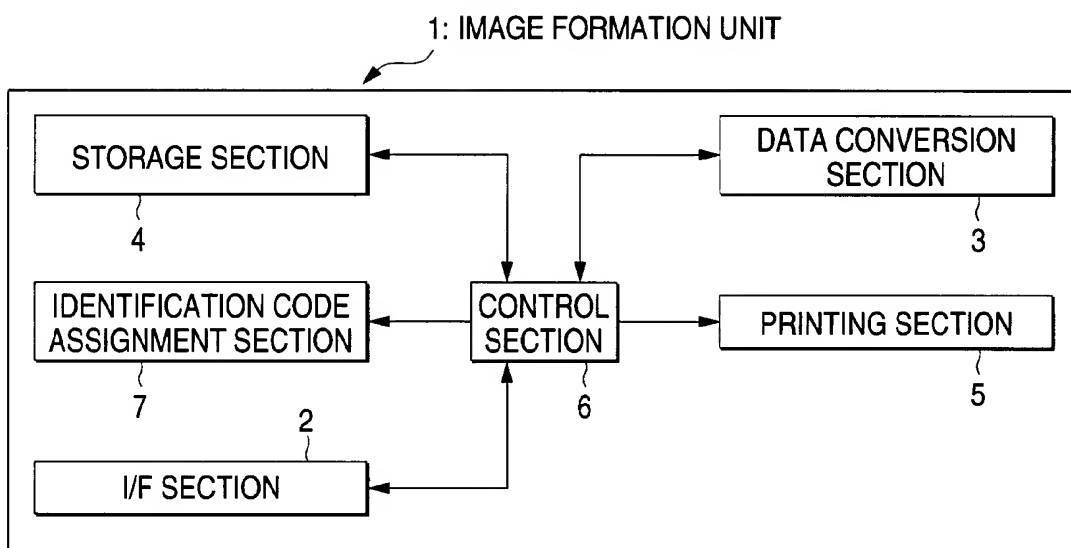 1: IMAGE FORMATION UNIT
STORAGE SECTION
4
DATA CONVERSION
SECTION
3
IDENTIFICATION CODE
ASSIGNMENT SECTION
7
CONTROL
SECTION
6
PRINTING SECTION
5
2
I/F SECTION